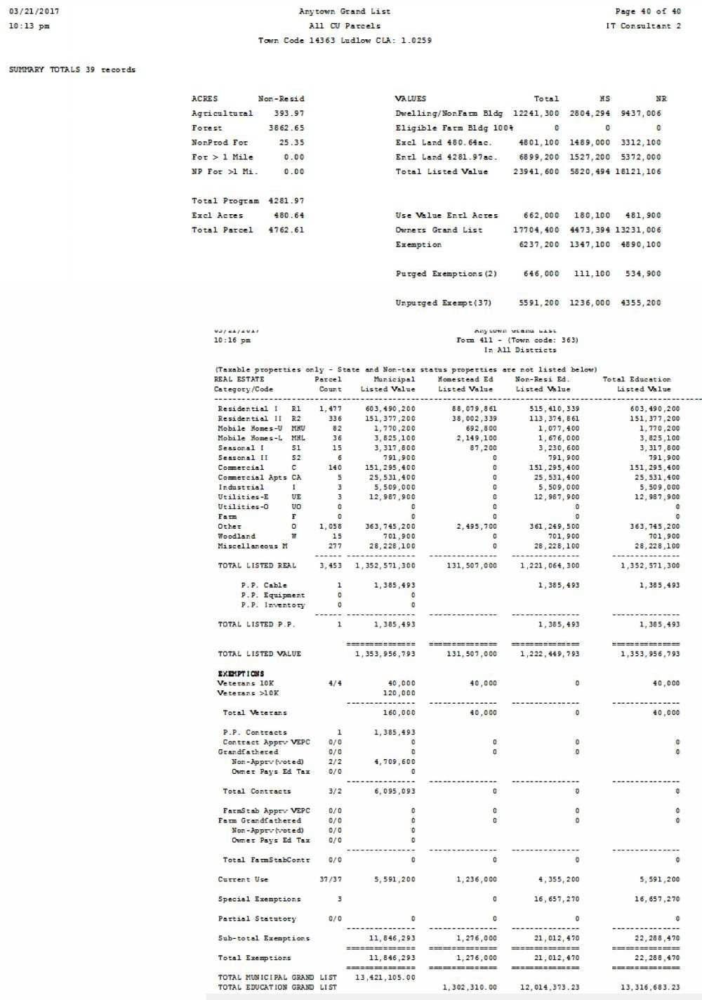 03/21/2017 Anytown Grand List Page 40 of 40
10:13 pm All CU Parcels IT Consultant 2
Town Code 14363 Ludlow CLA: 1.0259
SUMMARY TOTALS 39 records
ACRES Non-Resid VALUES Total HS NR
Agricultural 393.97 Dwelling/NonFarm Bldg 12241,300 2804,294 9437,006
Forest 3862.65 Eligible Farm Bldg 100% 0 0 0
NonProd For 25.35 Excl Land 480.64ac. 4801,100 1489,000 3312,100
For > 1 Mile 0.00 Enrl Land 4281.97ac. 6899,200 1527,200 5372,000
NP For >1 Mi. 0.00 Total Listed Value 23941,600 5820,494 18121,106
Total Program 4281.97
Excl Acres 480.64 Use Value Enrl Acres 662,000 180,100 481,900
Total Parcel 4762.61 Owners Grand List 17704,400 4473,394 13231,006
Exemption 6237,200 1347,100 4890,100
Purged Exemptions(2) 646,000 111,100 534,900
Unpurged Exempt(37) 5591,200 1236,000 4355,200
03/21/2017 Anytown Grand List
10:16 pm Form 411 - (Town code: 363)
In All Districts
(Taxable properties only - State and Non-tax status properties are not listed below)
REAL ESTATE Parcel Municipal Homestead Ed Non-Resi Ed. Total Education
Category/Code Count Listed Value Listed Value Listed Value Listed Value
Residential I R1 1,477 603,490,200 88,079,861 515,410,339 603,490,200
Residential II R2 336 151,377,200 38,002,339 113,374,861 151,377,200
Mobile Homes-U MHU 82 1,770,200 692,800 1,077,400 1,770,200
Mobile Homes-L MHL 36 3,825,100 2,149,100 1,676,000 3,825,100
Seasonal I S1 15 3,317,800 87,200 3,230,600 3,317,800
Seasonal II S2 6 791,900 0 791,900 791,900
Commercial C 140 151,295,400 0 151,295,400 151,295,400
Commercial Apts CA 5 25,531,400 0 25,531,400 25,531,400
Industrial I 3 5,509,000 0 5,509,000 5,509,000
Utilities-E UE 3 12,987,900 0 12,987,900 12,987,900
Utilities-O UO 0 0 0 0 0
Farm F 0 0 0 0 0
Other O 1,058 363,745,200 2,495,700 361,249,500 363,745,200
Woodland W 15 701,900 0 701,900 701,900
Miscellaneous M 277 28,228,100 0 28,228,100 28,228,100
TOTAL LISTED REAL 3,453 1,352,571,300 131,507,000 1,221,064,300 1,352,571,300
P.P. Cable 1 1,385,493 1,385,493 1,385,493
P.P. Equipment 0 0
P.P. Inventory 0 0
TOTAL LISTED P.P. 1 1,385,493 1,385,493 1,385,493
TOTAL LISTED VALUE 1,353,956,793 131,507,000 1,222,449,793 1,353,956,793
EXEMPTIONS
Veterans 10K 4/4 40,000 40,000 0 40,000
Veterans >10K 120,000
Total Veterans 160,000 40,000 0 40,000
P.P. Contracts 1 1,385,493
Contract Apprv VEPC 0/0 0 0 0 0
Grandfathered 0/0 0 0 0 0
Non-Apprv(voted) 2/2 4,709,600
Owner Pays Ed Tax 0/0 0
Total Contracts 3/2 6,095,093 0 0 0
FarmStab Apprv VEPC 0/0 0 0 0 0
Farm Grandfathered 0/0 0 0 0 0
Non-Apprv(voted) 0/0 0
Owner Pays Ed Tax 0/0 0
Total FarmStabContr 0/0 0 0 0 0
Current Use 37/37 5,591,200 1,236,000 4,355,200 5,591,200
Special Exemptions 3 0 16,657,270 16,657,270
Partial Statutory 0/0 0 0 0 0
Sub-total Exemptions 11,846,293 1,276,000 21,012,470 22,288,470
Total Exemptions 11,846,293 1,276,000 21,012,470 22,288,470
TOTAL MUNICIPAL GRAND LIST 13,421,105.00
TOTAL EDUCATION GRAND LIST 1,302,310.00 12,014,373.23 13,316,683.23